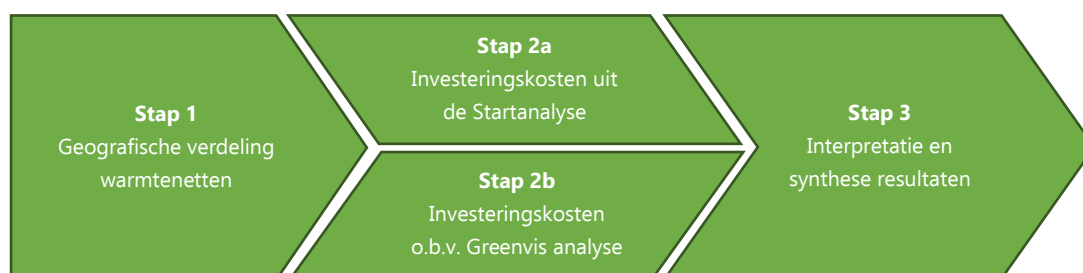 Stap 1
Geografische verdeling
warmtenetten
Stap 2a
Investeringskosten uit
de Startanalyse
Stap 2b
Investeringskosten
o.b.v. Greenvis analyse
Stap 3
Interpretatie en
synthese resultaten